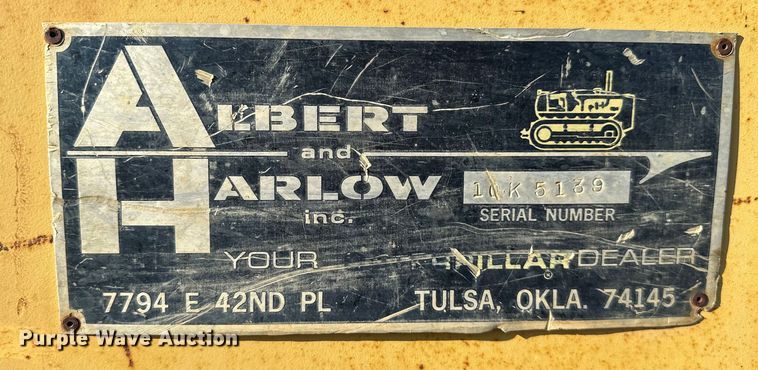 ALBERT
and
HARLOW
inc.
10K5139
SERIAL NUMBER
YOUR DEALER
7794 E 42ND PL TULSA, OKLA. 74145
Purple Wave Auction